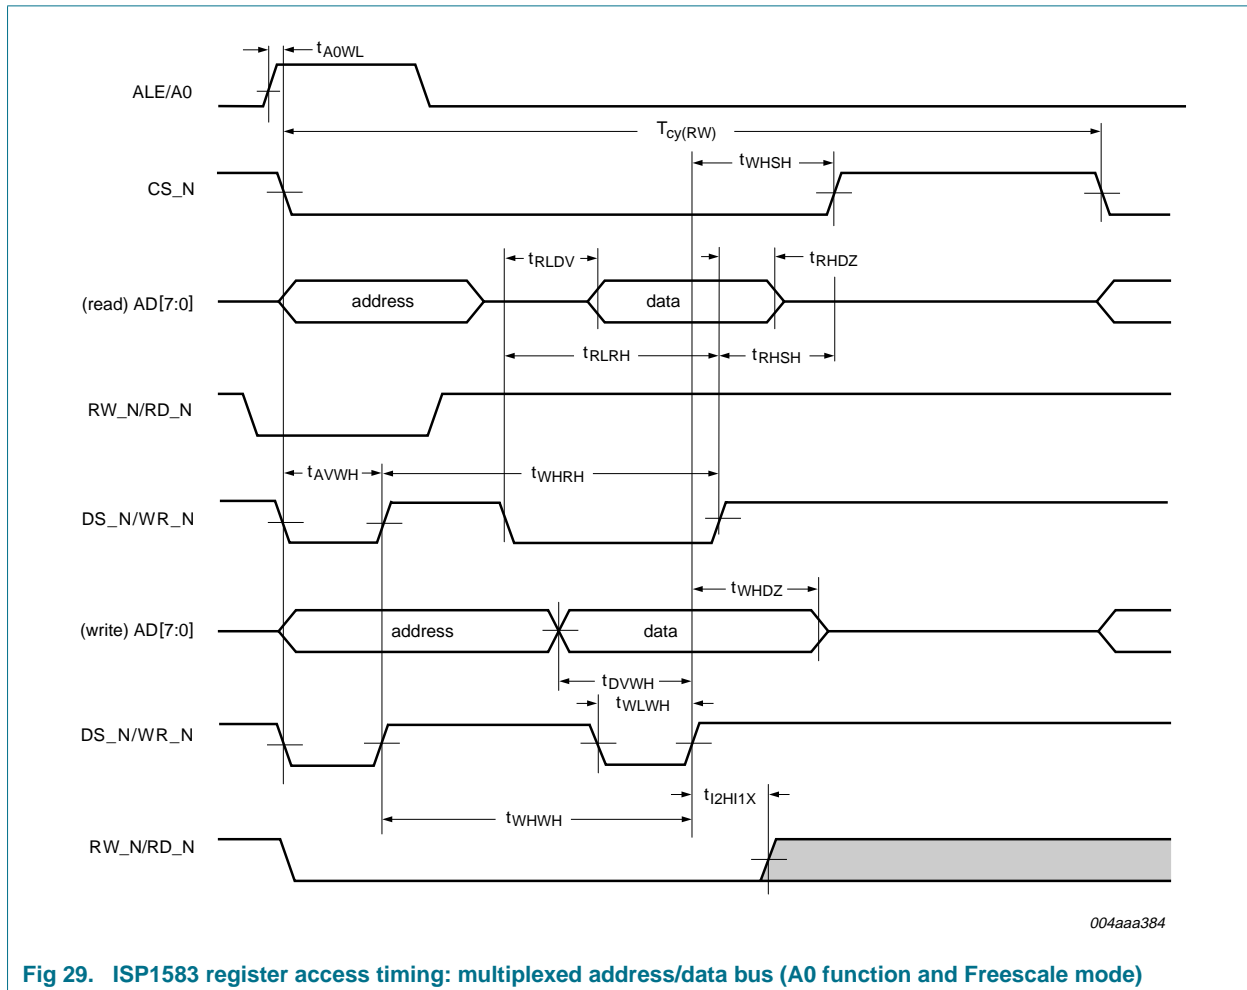 tA0WL
ALE/A0
Tcy(RW)
tWHSH
CS_N
tRLDV
tRHDZ
(read) AD[7:0]
address
data
tRLRH
tRHSH
RW_N/RD_N
tAVWH
tWHRH
DS_N/WR_N
tWHDZ
(write) AD[7:0]
address
data
tDVWH
tWLWH
DS_N/WR_N
tI2HI1X
tWHWH
RW_N/RD_N
004aaa384
Fig 29. ISP1583 register access timing: multiplexed address/data bus (A0 function and Freescale mode)